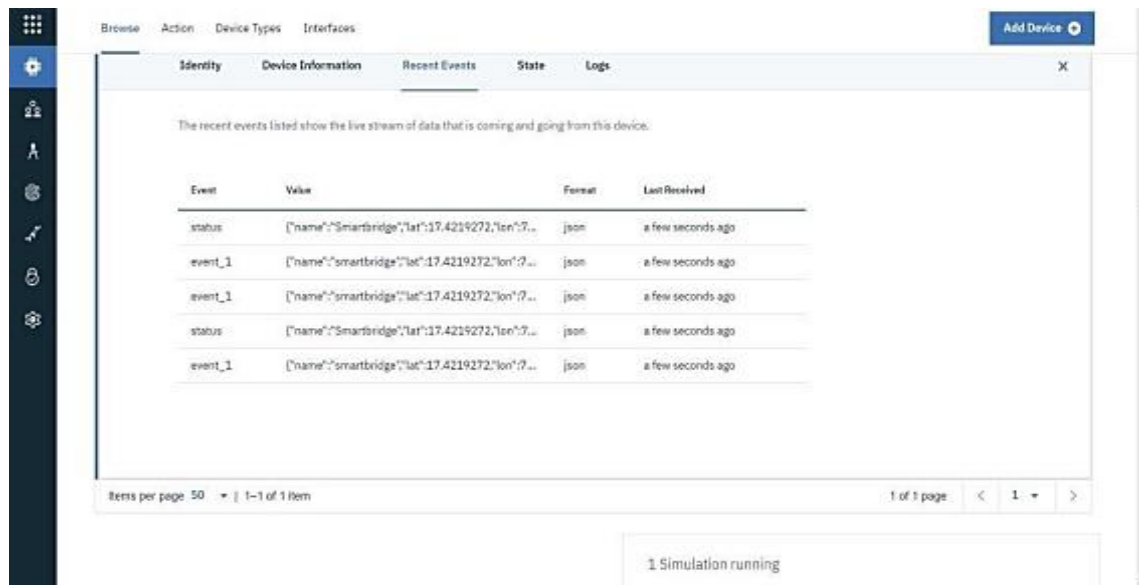 Browse Action Device Types Interfaces Add Device
Identity Device Information Recent Events State Logs X
The recent events listed show the live stream of data that is coming and going from this device.
Event Value Format Last Received
status {"name":"Smartbridge","lat":17.4219272,"lon":7... json a few seconds ago
event_1 {"name":"smartbridge","lat":17.4219272,"lon":7... json a few seconds ago
event_1 {"name":"smartbridge","lat":17.4219272,"lon":7... json a few seconds ago
status {"name":"Smartbridge","lat":17.4219272,"lon":7... json a few seconds ago
event_1 {"name":"smartbridge","lat":17.4219272,"lon":7... json a few seconds ago
Items per page 50 | 1–1 of 1 item 1 of 1 page < 1 >
1 Simulation running